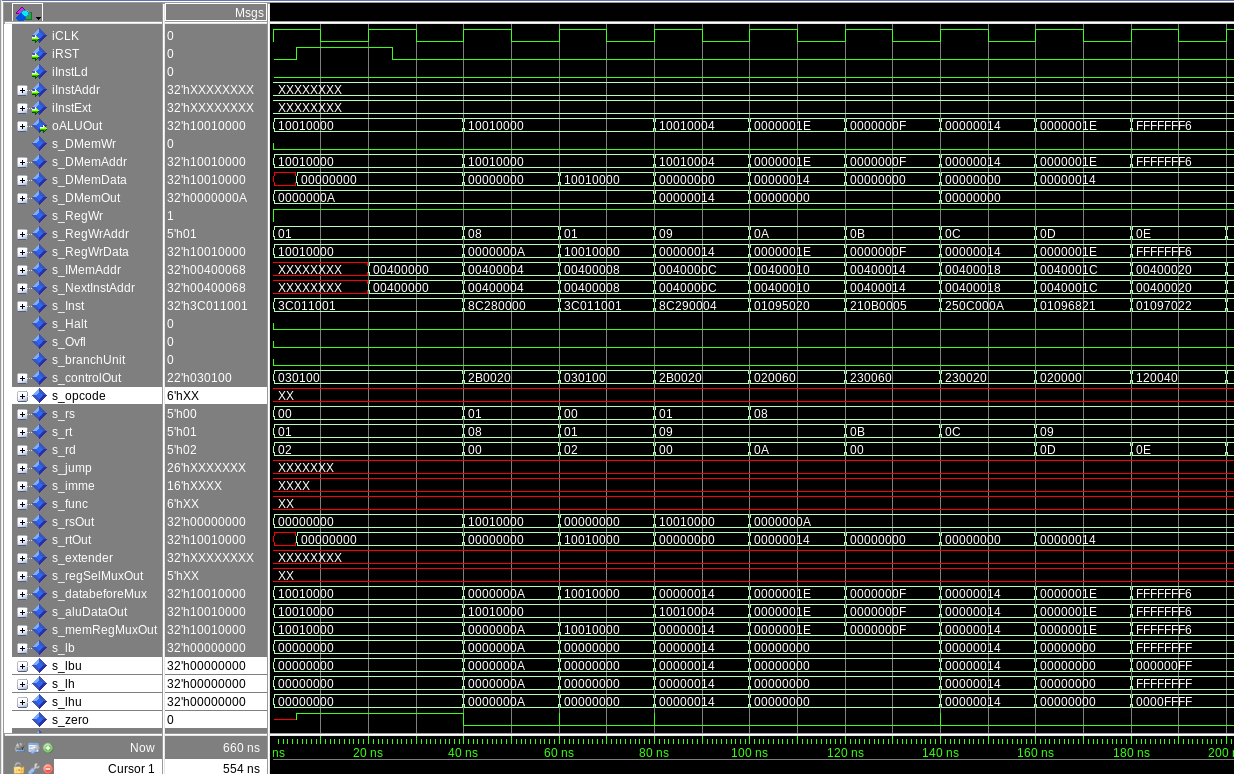 Msgs
iCLK 0
iRST 0
iInstLd 0
iInstAddr 32'hXXXXXXXX XXXXXXXX
iInstExt 32'hXXXXXXXX XXXXXXXX
oALUOut 32'h10010000 10010000 10010000 10010004 0000001E 0000000F 00000014 0000001E FFFFFFF6
s_DMemWr 0
s_DMemAddr 32'h10010000 10010000 10010000 10010004 0000001E 0000000F 00000014 0000001E FFFFFFF6
s_DMemData 32'h10010000 00000000 00000000 10010000 00000000 00000014 00000000 00000000 00000014
s_DMemOut 32'h0000000A 0000000A 00000014 00000000 00000000
s_RegWr 1
s_RegWrAddr 5'h01 01 08 01 09 0A 0B 0C 0D 0E
s_RegWrData 32'h10010000 10010000 0000000A 10010000 00000014 0000001E 0000000F 00000014 0000001E FFFFFFF6
s_IMemAddr 32'h00400068 XXXXXXXX 00400000 00400004 00400008 0040000C 00400010 00400014 00400018 0040001C 00400020
s_NextInstAddr 32'h00400068 XXXXXXXX 00400000 00400004 00400008 0040000C 00400010 00400014 00400018 0040001C 00400020
s_Inst 32'h3C011001 3C011001 8C280000 3C011001 8C290004 01095020 210B0005 250C000A 01096821 01097022
s_Halt 0
s_Ovfl 0
s_branchUnit 0
s_controlOut 22'h030100 030100 2B0020 030100 2B0020 020060 230060 230020 020000 120040
s_opcode 6'hXX XX
s_rs 5'h00 00 01 00 01 08
s_rt 5'h01 01 08 01 09 0B 0C 09
s_rd 5'h02 02 00 02 00 0A 00 0D 0E
s_jump 26'hXXXXXXX XXXXXXX
s_imme 16'hXXXX XXXX
s_func 6'hXX XX
s_rsOut 32'h00000000 00000000 10010000 00000000 10010000 0000000A
s_rtOut 32'h10010000 00000000 00000000 10010000 00000000 00000014 00000000 00000000 00000014
s_extender 32'hXXXXXXXX XXXXXXXX
s_regSelMuxOut 5'hXX XX
s_databeforeMux 32'h10010000 10010000 0000000A 10010000 00000014 0000001E 0000000F 00000014 0000001E FFFFFFF6
s_aluDataOut 32'h10010000 10010000 10010000 10010004 0000001E 0000000F 00000014 0000001E FFFFFFF6
s_memRegMuxOut 32'h10010000 10010000 0000000A 10010000 00000014 0000001E 0000000F 00000014 0000001E FFFFFFF6
s_lb 32'h00000000 00000000 0000000A 00000000 00000014 00000000 00000014 00000000 FFFFFFFF
s_lbu 32'h00000000 00000000 0000000A 00000000 00000014 00000000 00000014 00000000 000000FF
s_lh 32'h00000000 00000000 0000000A 00000000 00000014 00000000 00000014 00000000 FFFFFFFF
s_lhu 32'h00000000 00000000 0000000A 00000000 00000014 00000000 00000014 00000000 0000FFFF
s_zero 0
Now 660 ns ns 20 ns 40 ns 60 ns 80 ns 100 ns 120 ns 140 ns 160 ns 180 ns 200
Cursor 1 554 ns